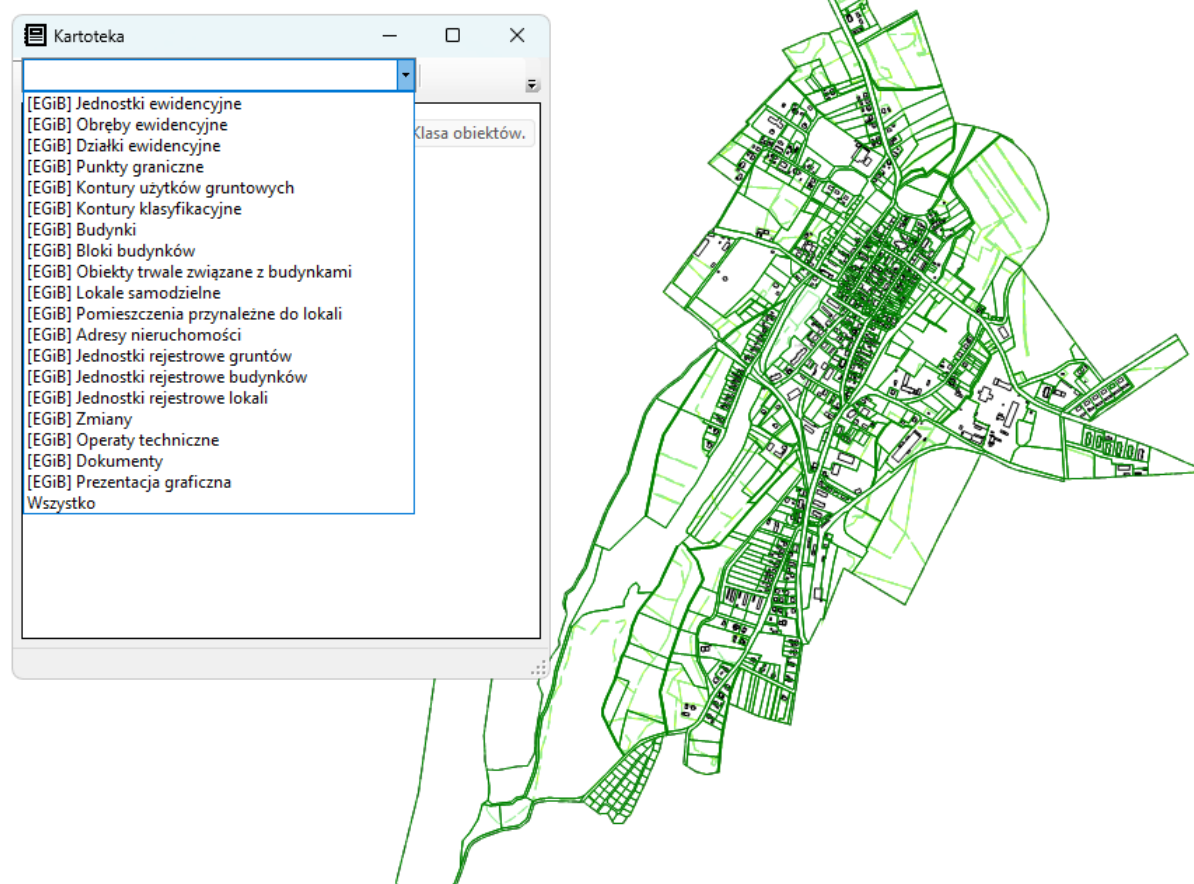 Kartoteka
[EGiB] Jednostki ewidencyjne
[EGiB] Obręby ewidencyjne
Klasa obiektów.
[EGiB] Działki ewidencyjne
[EGiB] Punkty graniczne
[EGiB] Kontury użytków gruntowych
[EGiB] Kontury klasyfikacyjne
[EGiB] Budynki
[EGiB] Bloki budynków
[EGiB] Obiekty trwale związane z budynkami
[EGiB] Lokale samodzielne
[EGiB] Pomieszczenia przynależne do lokali
[EGiB] Adresy nieruchomości
[EGiB] Jednostki rejestrowe gruntów
[EGiB] Jednostki rejestrowe budynków
[EGiB] Jednostki rejestrowe lokali
[EGiB] Zmiany
[EGiB] Operaty techniczne
[EGiB] Dokumenty
[EGiB] Prezentacja graficzna
Wszystko